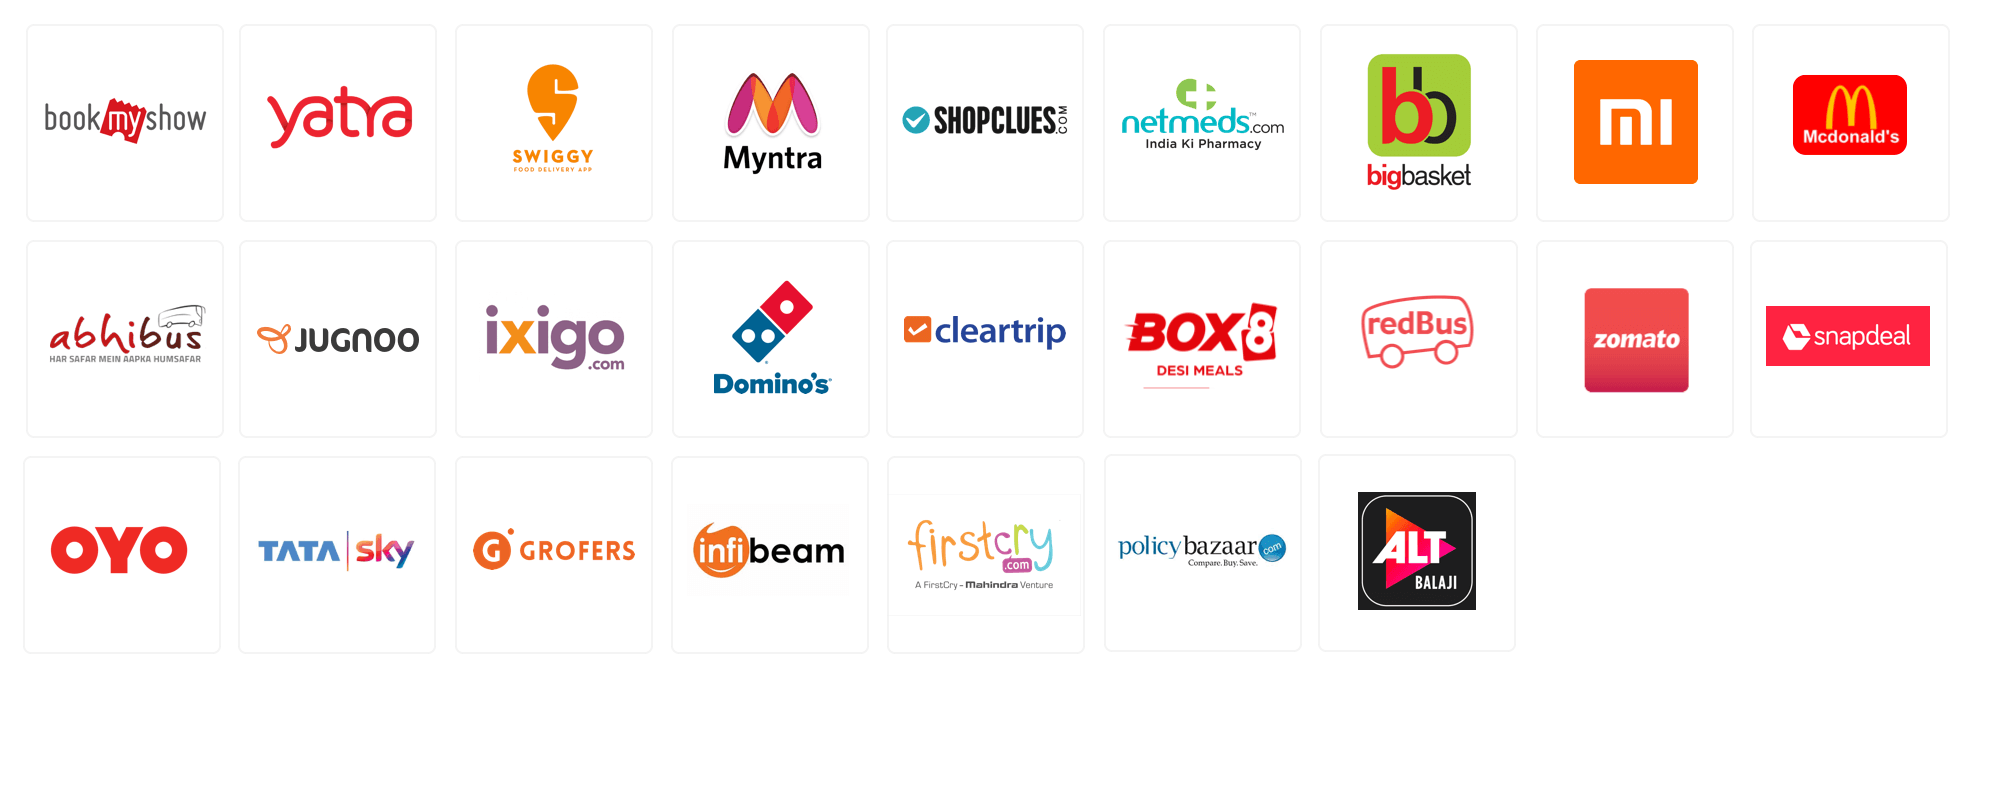 bookmyshow
yatra
SWIGGY
FOOD DELIVERY APP
Myntra
SHOPCLUES.COM
netmeds.com™
India Ki Pharmacy
bb
bigbasket
mi
Mcdonald's
abhibus
HAR SAFAR MEIN AAPKA HUMSAFAR
JUGNOO
ixigo
.com
Domino's®
cleartrip
BOX8
DESI MEALS
redBus
zomato
snapdeal
OYO
TATA sky
G GROFERS
infibeam
firstcry
.com
A FirstCry - Mahindra Venture
policybazaar.com
Compare. Buy. Save.
ALT
BALAJI